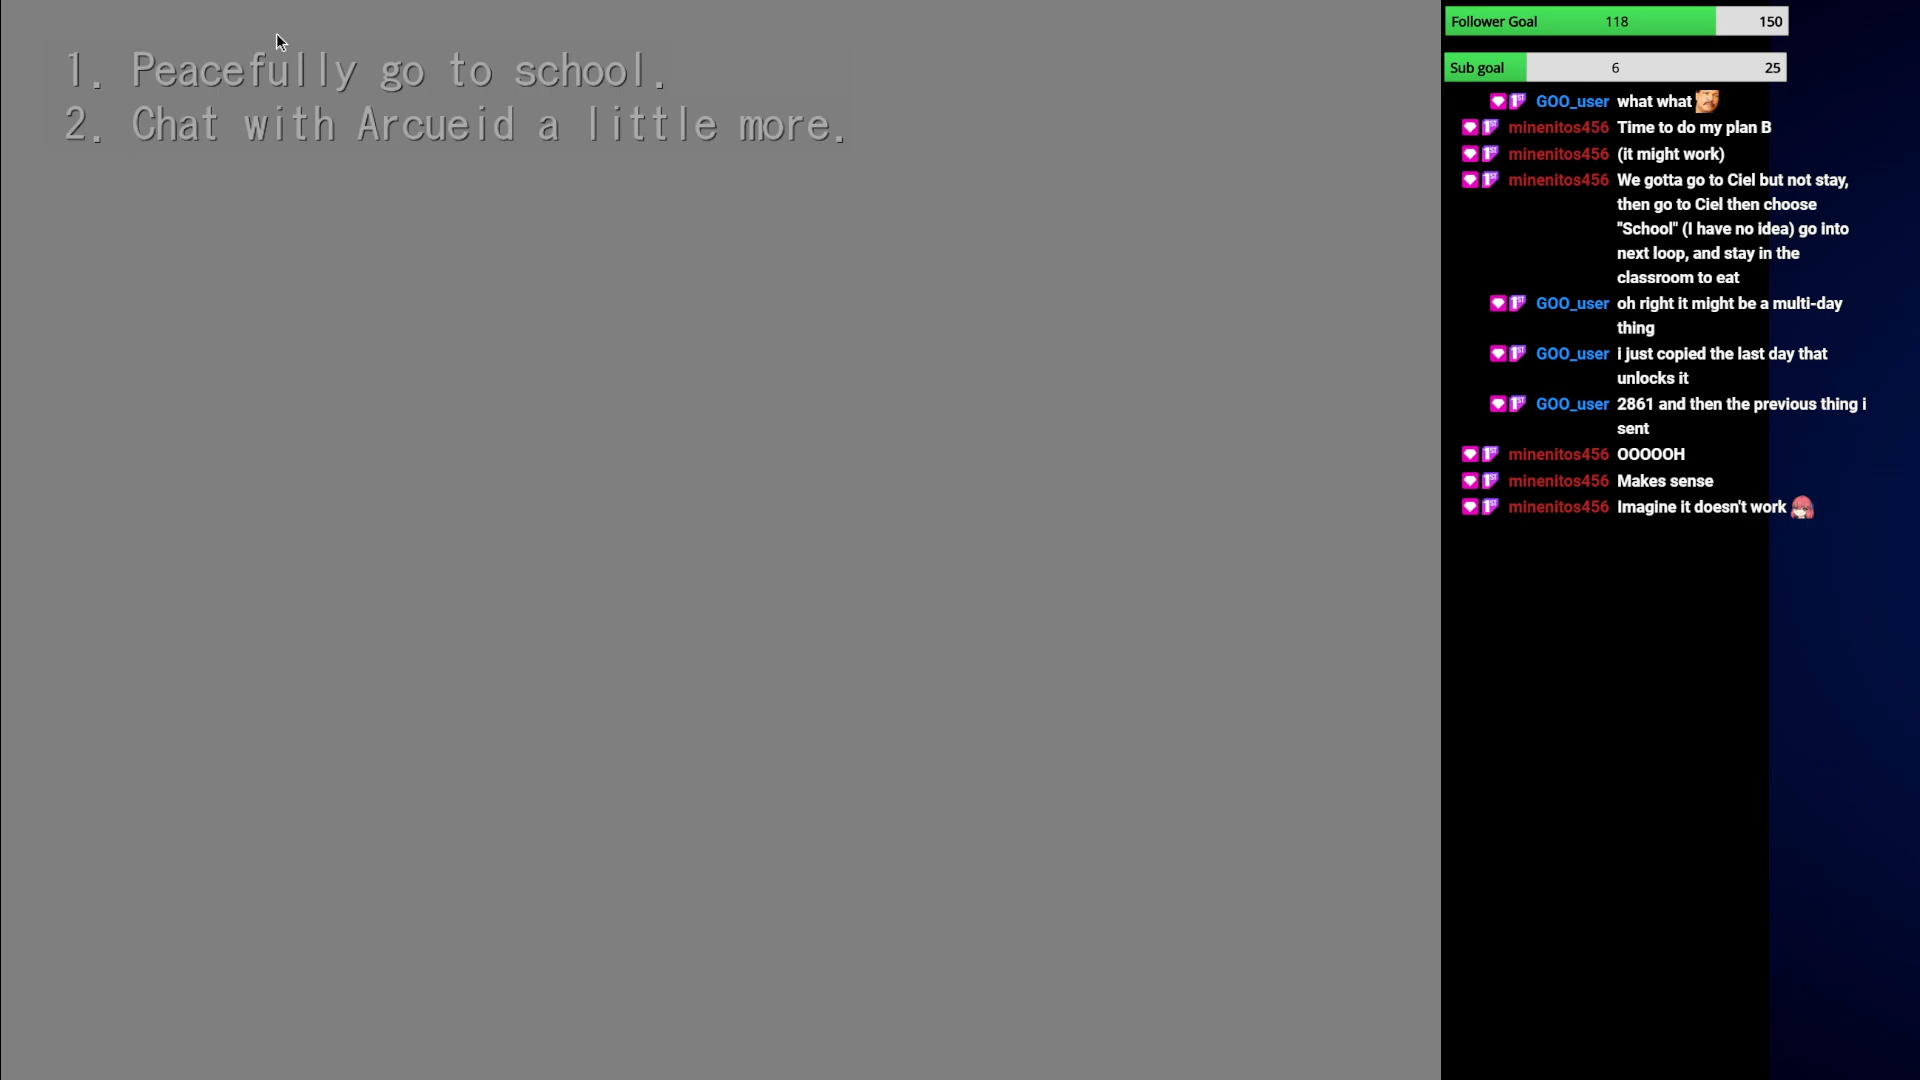 1. Peacefully go to school.
2. Chat with Arcueid a little more.
Follower Goal 118 150
Sub goal 6 25
GOO_user what what
minenitos456 Time to do my plan B
minenitos456 (it might work)
minenitos456 We gotta go to Ciel but not stay,
then go to Ciel then choose
"School" (I have no idea) go into
next loop, and stay in the
classroom to eat
GOO_user oh right it might be a multi-day
thing
GOO_user i just copied the last day that
unlocks it
GOO_user 2861 and then the previous thing i
sent
minenitos456 OOOOOH
minenitos456 Makes sense
minenitos456 Imagine it doesn't work